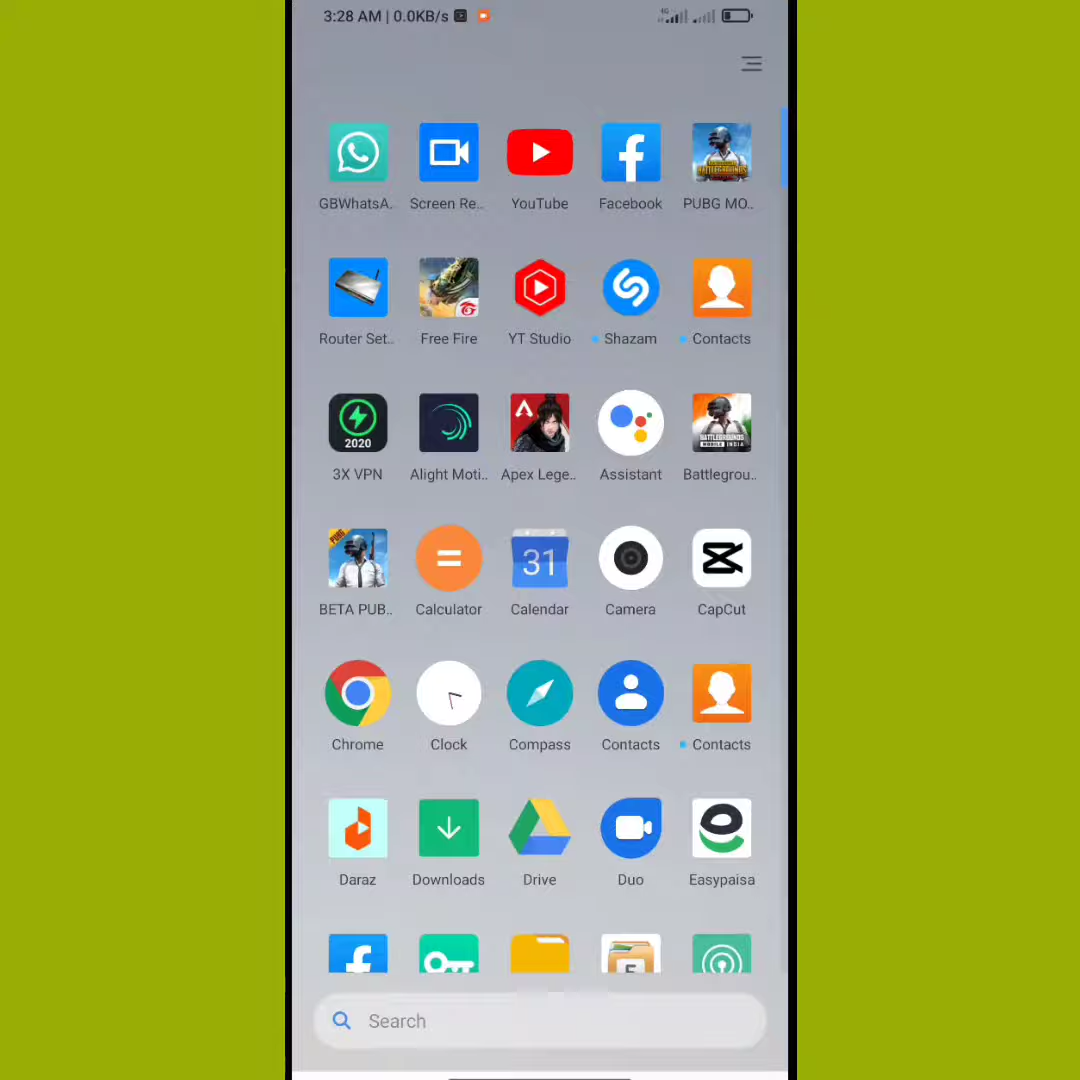 3:28 AM | 0.0KB/s 4G
GBWhatsA.. Screen Re.. YouTube Facebook PUBG MO..
Router Set.. Free Fire YT Studio Shazam Contacts
2020
3X VPN Alight Moti.. Apex Lege.. Assistant Battlegrou..
PUBG 31
BETA PUB.. Calculator Calendar Camera CapCut
Chrome Clock Compass Contacts Contacts
Daraz Downloads Drive Duo Easypaisa
Search